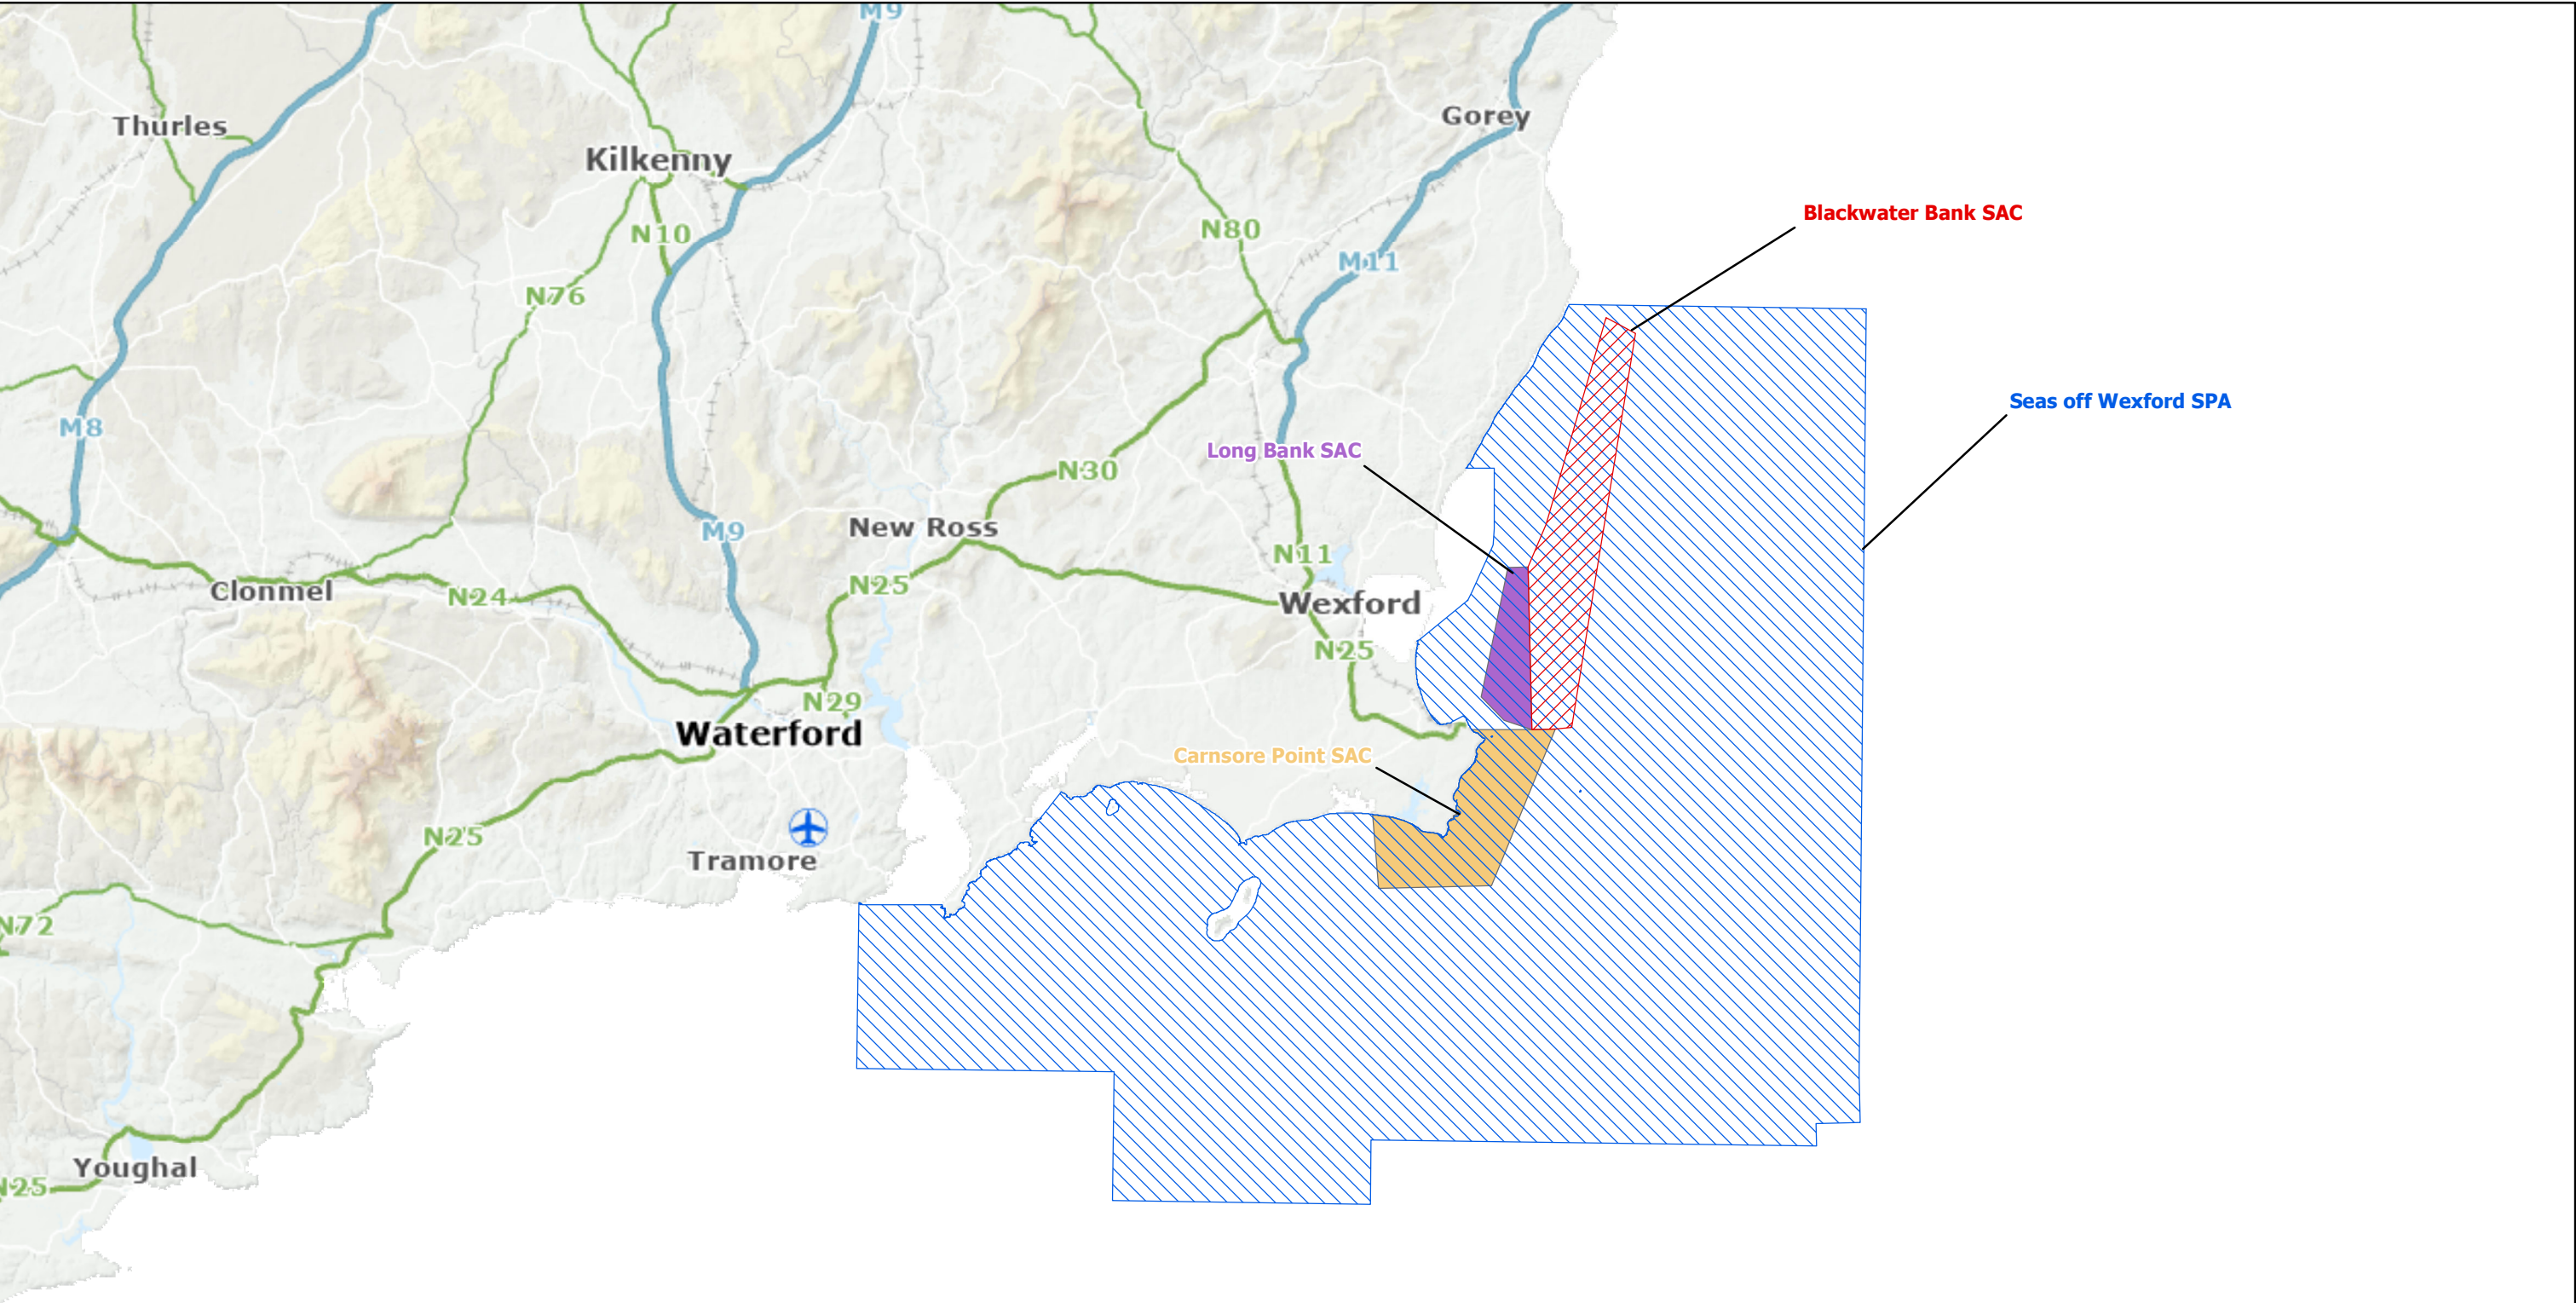 M9
Thurles
Gorey
Kilkenny
Blackwater Bank SAC
N10
N80
M11
N76
Seas off Wexford SPA
M8
Long Bank SAC
N30
New Ross
M9
N11
Clonmel
N24
N25
Wexford
N25
N29
Waterford
Carnsore Point SAC
N25
Tramore
N72
Youghal
N25